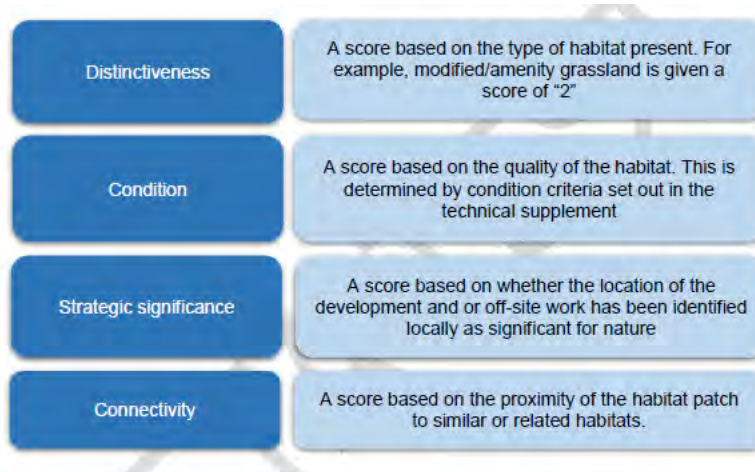 Distinctiveness
A score based on the type of habitat present. For
example, modified/amenity grassland is given a
score of “2”
Condition
A score based on the quality of the habitat. This is
determined by condition criteria set out in the
technical supplement
Strategic significance
A score based on whether the location of the
development and or off-site work has been identified
locally as significant for nature
Connectivity
A score based on the proximity of the habitat patch
to similar or related habitats.